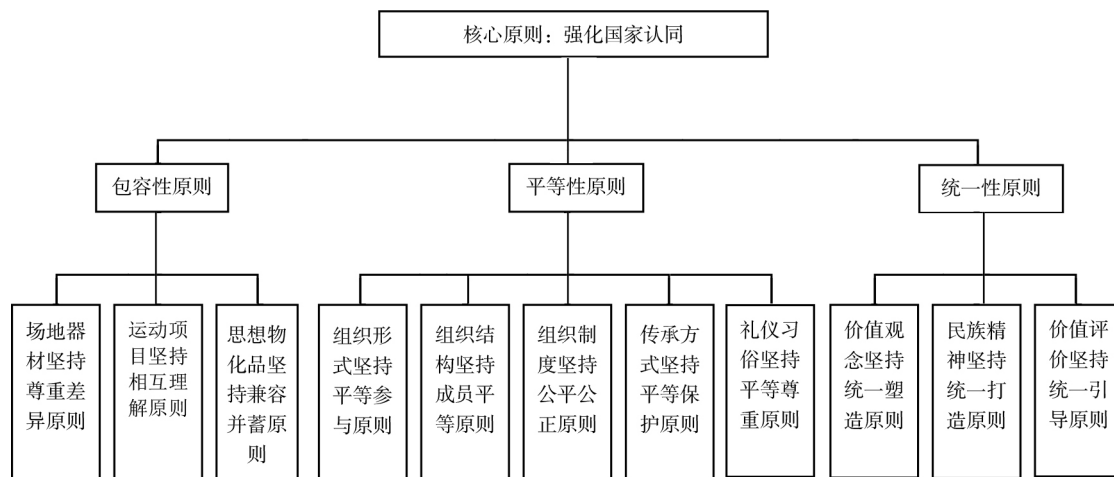 核心原则：强化国家认同
包容性原则
平等性原则
统一性原则
场地器
材坚持
尊重差
异原则
运动项
目坚持
相互理
解原则
思想物
化品坚
持兼容
并蓄原
则
组织形
式坚持
平等参
与原则
组织结
构坚持
成员平
等原则
组织制
度坚持
公平公
正原则
传承方
式坚持
平等保
护原则
礼仪习
俗坚持
平等尊
重原则
价值观
念坚持
统一塑
造原则
民族精
神坚持
统一打
造原则
价值评
价坚持
统一引
导原则